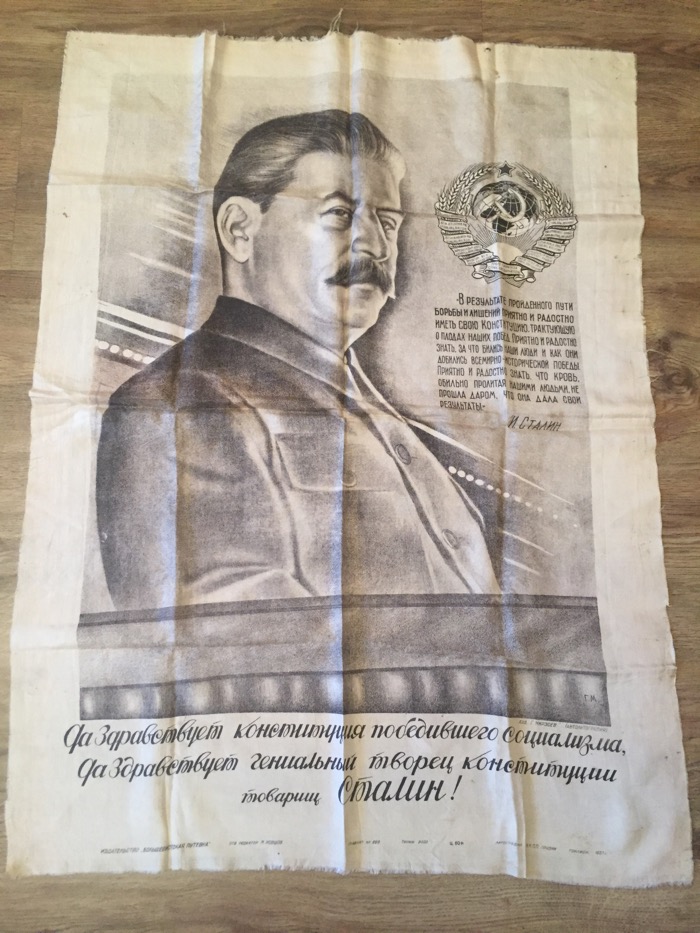 -В РЕЗУЛЬТАТЕ ПРОЙДЕННОГО ПУТИ
БОРЬБЫ И ЛИШЕНИЙ ПРИЯТНО И РАДОСТНО
ИМЕТЬ СВОЮ КОНСТИТУЦИЮ, ТРАКТУЮЩУЮ
О ПЛОДАХ НАШИХ ПОБЕД. ПРИЯТНО И РАДОСТНО
ЗНАТЬ, ЗА ЧТО БИЛИСЬ НАШИ ЛЮДИ И КАК ОНИ
ДОБИЛИСЬ ВСЕМИРНО-ИСТОРИЧЕСКОЙ ПОБЕДЫ.
ПРИЯТНО И РАДОСТНО ЗНАТЬ, ЧТО КРОВЬ,
ОБИЛЬНО ПРОЛИТАЯ НАШИМИ ЛЮДЬМИ, НЕ
ПРОШЛА ДАРОМ, ЧТО ОНА ДАЛА СВОИ
РЕЗУЛЬТАТЫ-
И. СТАЛИН
Г.М.
Да Здравствует конституция победившего социализма,
Да Здравствует гениальный творец конституции
товарищ Сталин!
ИЗДАТЕЛЬСТВО